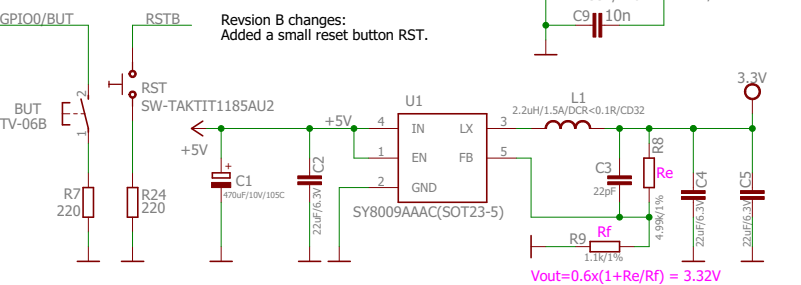 GPIO0/BUT
RSTB
Revsion B changes:
Added a small reset button RST.
C9
10n
RST
SW-TAKTIT1185AU2
BUT
TV-06B
2
1
R7
220
R24
220
+5V
+5V
C1
+
470uF/10V/105C
C2
22uF/6.3V
U1
4
IN
LX
3
1
EN
FB
5
2
GND
SY8009AAAC(SOT23-5)
L1
2.2uH/1.5A/DCR<0.1R/CD32
3.3V
C3
22pF
R8
Re
4.99k/1%
C4
22uF/6.3V
C5
22uF/6.3V
R9
Rf
1.1k/1%
Vout=0.6x(1+Re/Rf) = 3.32V